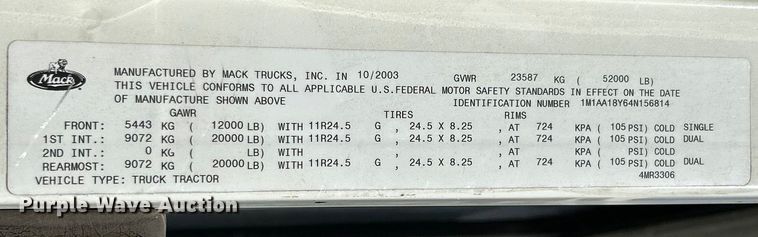 Mack
MANUFACTURED BY MACK TRUCKS, INC. IN 10/2003 GVWR 23587 KG ( 52000 LB)
THIS VEHICLE CONFORMS TO ALL APPLICABLE U.S.FEDERAL MOTOR SAFETY STANDARDS IN EFFECT ON THE DATE
OF MANUFACTURE SHOWN ABOVE IDENTIFICATION NUMBER 1M1AA18Y64N156814
GAWR TIRES RIMS
FRONT: 5443 KG ( 12000 LB) WITH 11R24.5 G , 24.5 X 8.25 , AT 724 KPA ( 105 PSI) COLD SINGLE
1ST INT.: 9072 KG ( 20000 LB) WITH 11R24.5 G , 24.5 X 8.25 , AT 724 KPA ( 105 PSI) COLD DUAL
2ND INT.: 0 KG ( LB) WITH , , AT KPA ( PSI) COLD
REARMOST: 9072 KG ( 20000 LB) WITH 11R24.5 G , 24.5 X 8.25 , AT 724 KPA ( 105 PSI) COLD DUAL
VEHICLE TYPE: TRUCK TRACTOR 4MR3306
Purple Wave Auction